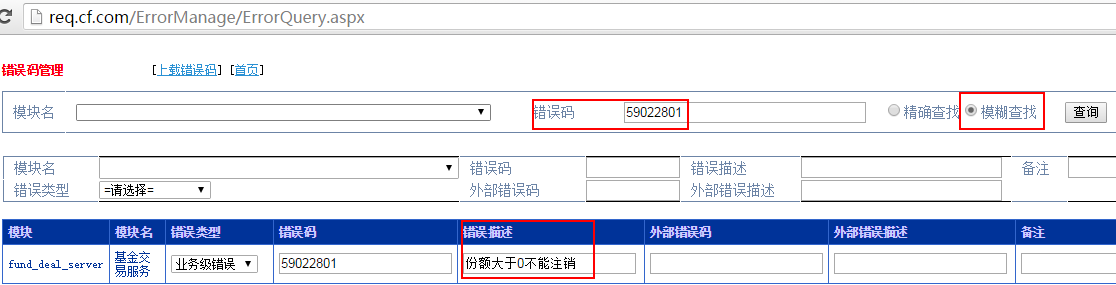 req.cf.com/ErrorManage/ErrorQuery.aspx
错误码管理 [上载错误码] [首页]
模块名 错误码 59022801 精确查找 模糊查找 查询
模块名 错误码 错误描述 备注
错误类型 =请选择= 外部错误码 外部错误描述
模块 模块名 错误类型 错误码 错误描述 外部错误码 外部错误描述 备注
fund_deal_server 基金交易服务 业务级错误 59022801 份额大于0不能注销